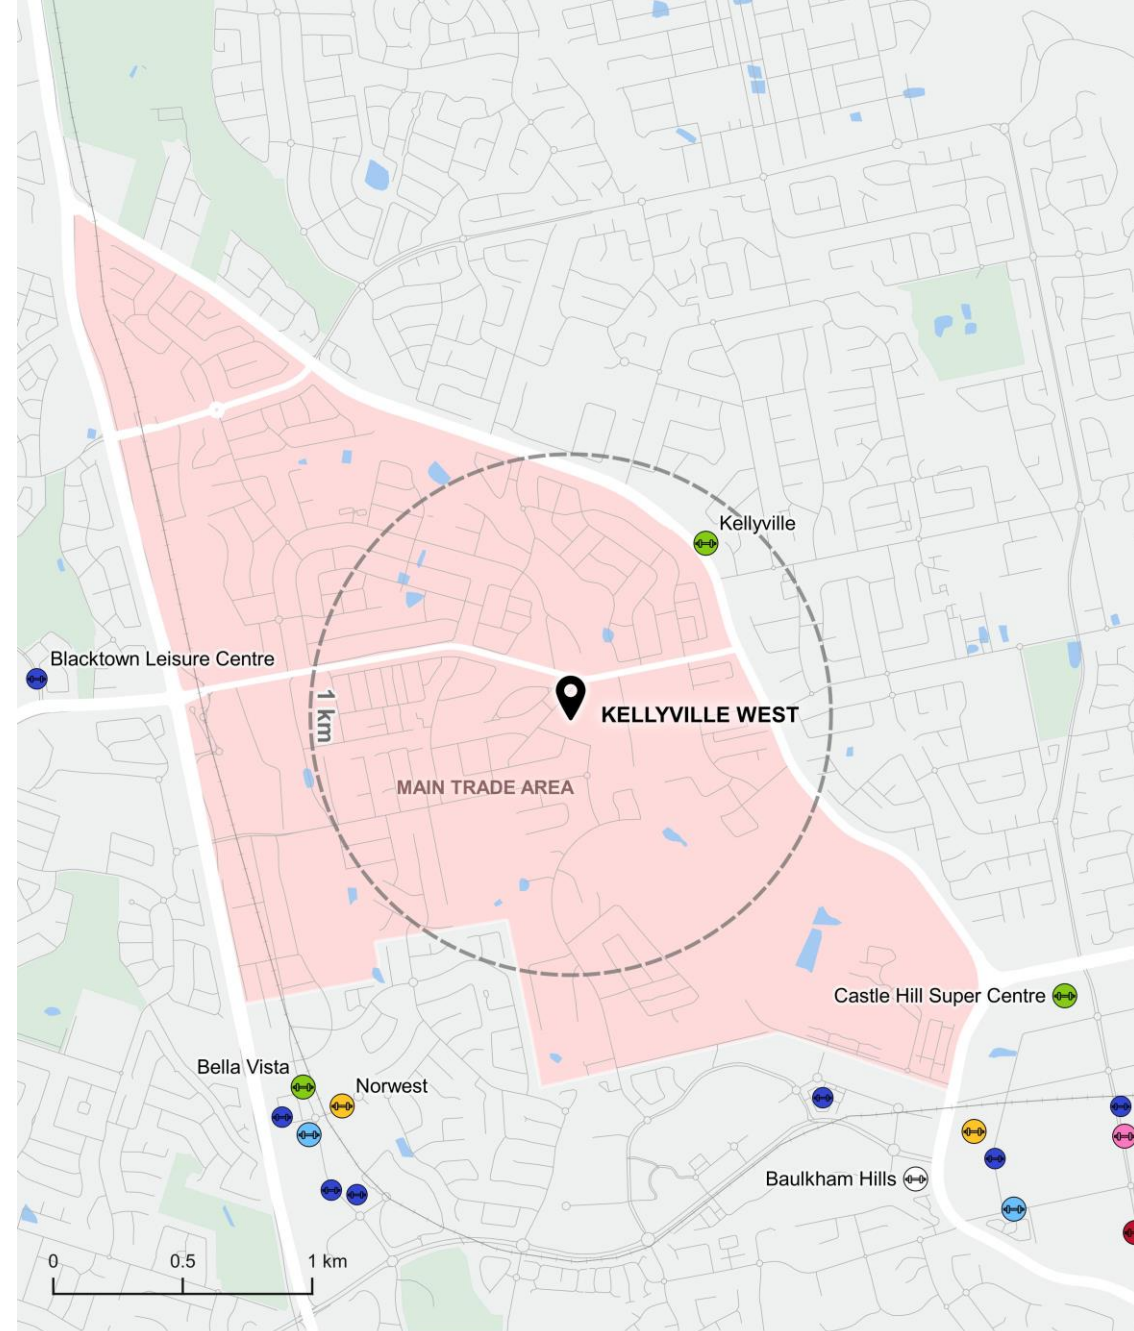 Kellyville
Blacktown Leisure Centre
1 km
KELLYVILLE WEST
MAIN TRADE AREA
Castle Hill Super Centre
Bella Vista
Norwest
Baulkham Hills
0 0.5 1 km